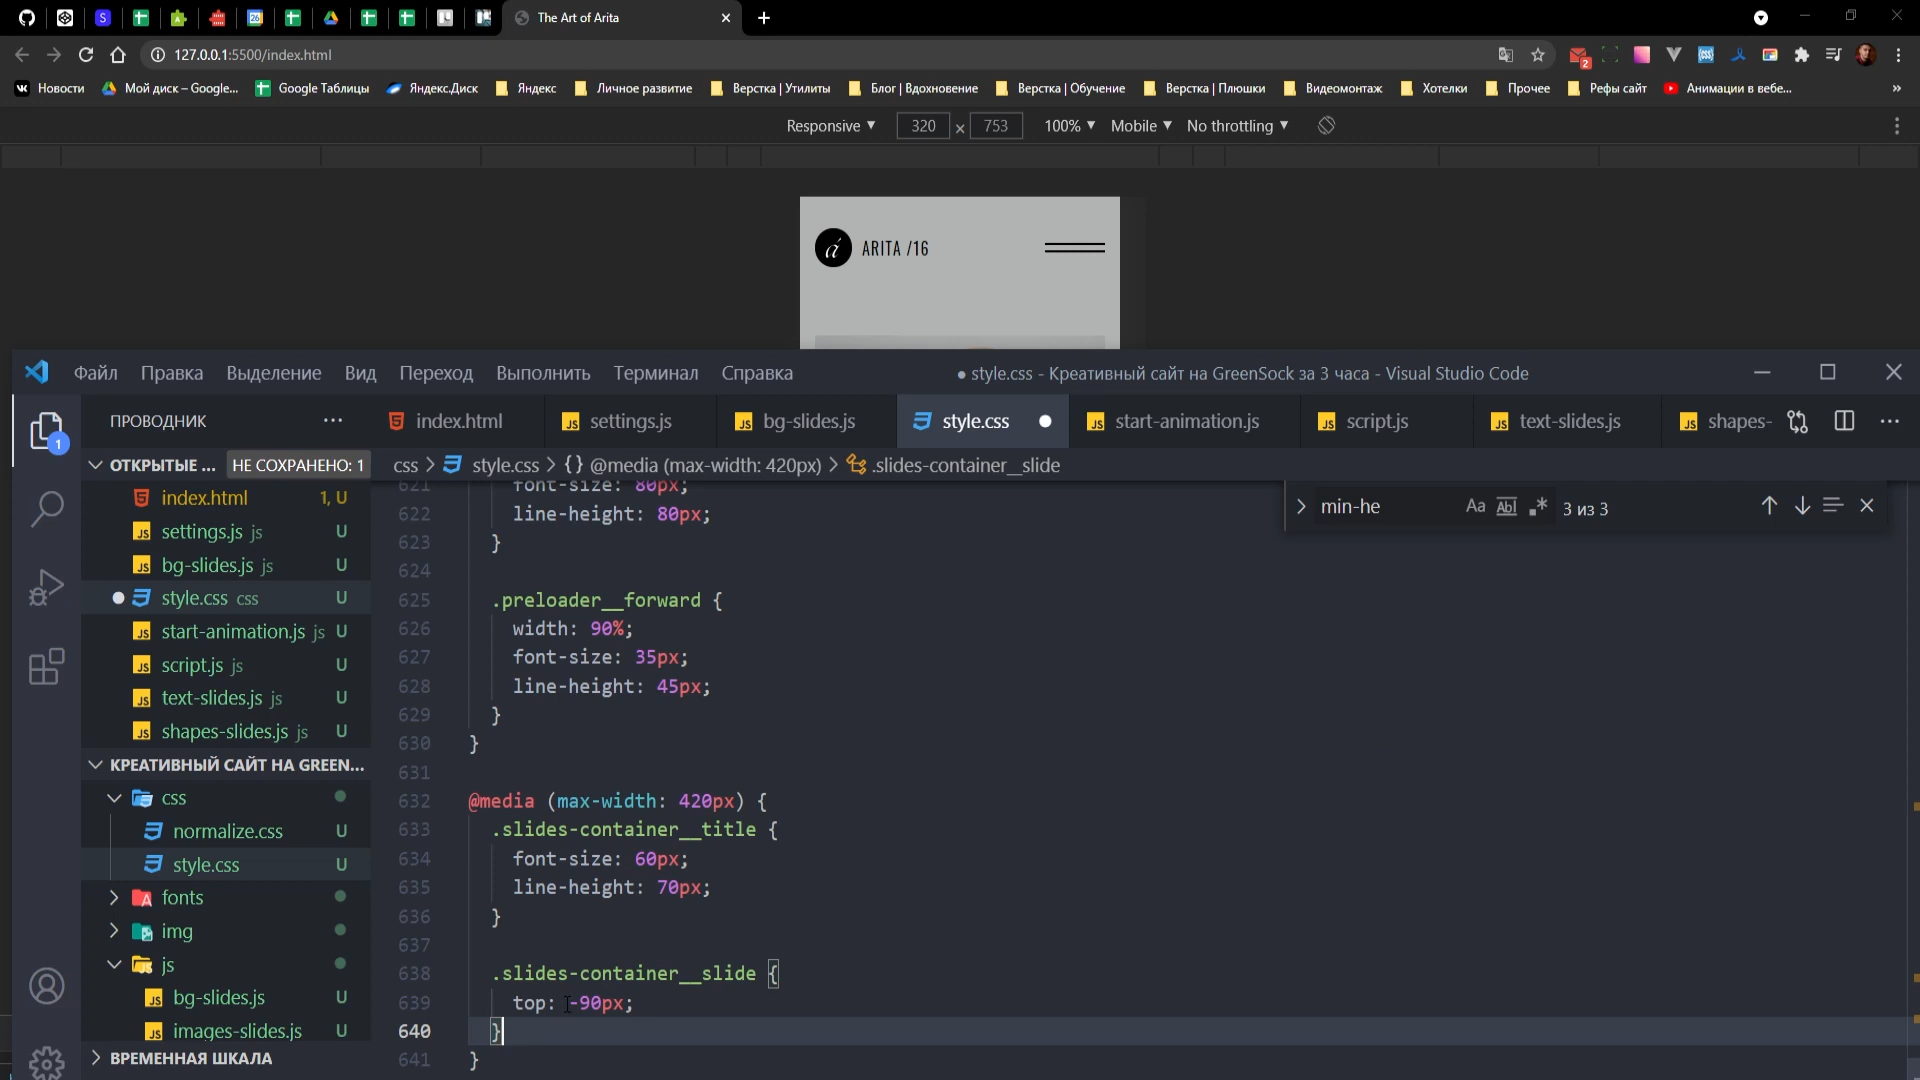 The Art of Arita
127.0.0.1:5500/index.html
2
Новости
Мой диск – Google...
Google Таблицы
Яндекс.Диск
Яндекс
Личное развитие
Верстка | Утилиты
Блог | Вдохновение
Верстка | Обучение
Верстка | Плюшки
Видеомонтаж
Хотелки
Прочее
Рефы сайт
Анимации в вебе...
»
Responsive
320
×
753
100%
Mobile
No throttling
á
ARITA /16
Файл
Правка
Выделение
Вид
Переход
Выполнить
Терминал
Справка
● style.css - Креативный сайт на GreenSock за 3 часа - Visual Studio Code
1
ПРОВОДНИК
index.html
settings.js
bg-slides.js
style.css
start-animation.js
script.js
text-slides.js
shapes-
ОТКРЫТЫЕ ...
НЕ СОХРАНЕНО: 1
css > style.css > {} @media (max-width: 420px) > .slides-container__slide
min-he
3 из 3
index.html 1, U
settings.js js U
bg-slides.js js U
style.css css U
start-animation.js js U
script.js js U
text-slides.js js U
shapes-slides.js js U
КРЕАТИВНЫЙ САЙТ НА GREEN...
css
normalize.css U
style.css U
fonts
img
js
bg-slides.js U
images-slides.js U
ВРЕМЕННАЯ ШКАЛА
621 font-size: 80px;
622 line-height: 80px;
623 }
624
625 .preloader__forward {
626 width: 90%;
627 font-size: 35px;
628 line-height: 45px;
629 }
630 }
631
632 @media (max-width: 420px) {
633 .slides-container__title {
634 font-size: 60px;
635 line-height: 70px;
636 }
637
638 .slides-container__slide {
639 top: -90px;
640 }
641 }